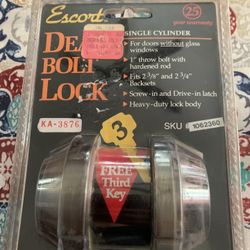 Escort
25
year warranty
DEAD
BOLT
LOCK
SINGLE CYLINDER
• For doors without glass
windows
• 1" throw bolt with
hardened rod
• Fits 2 3/8" and 2 3/4"
Backsets
• Screw-in and Drive-in latch
• Heavy-duty lock body
KA-3876
SKU
1062360
3
FREE
Third
Key